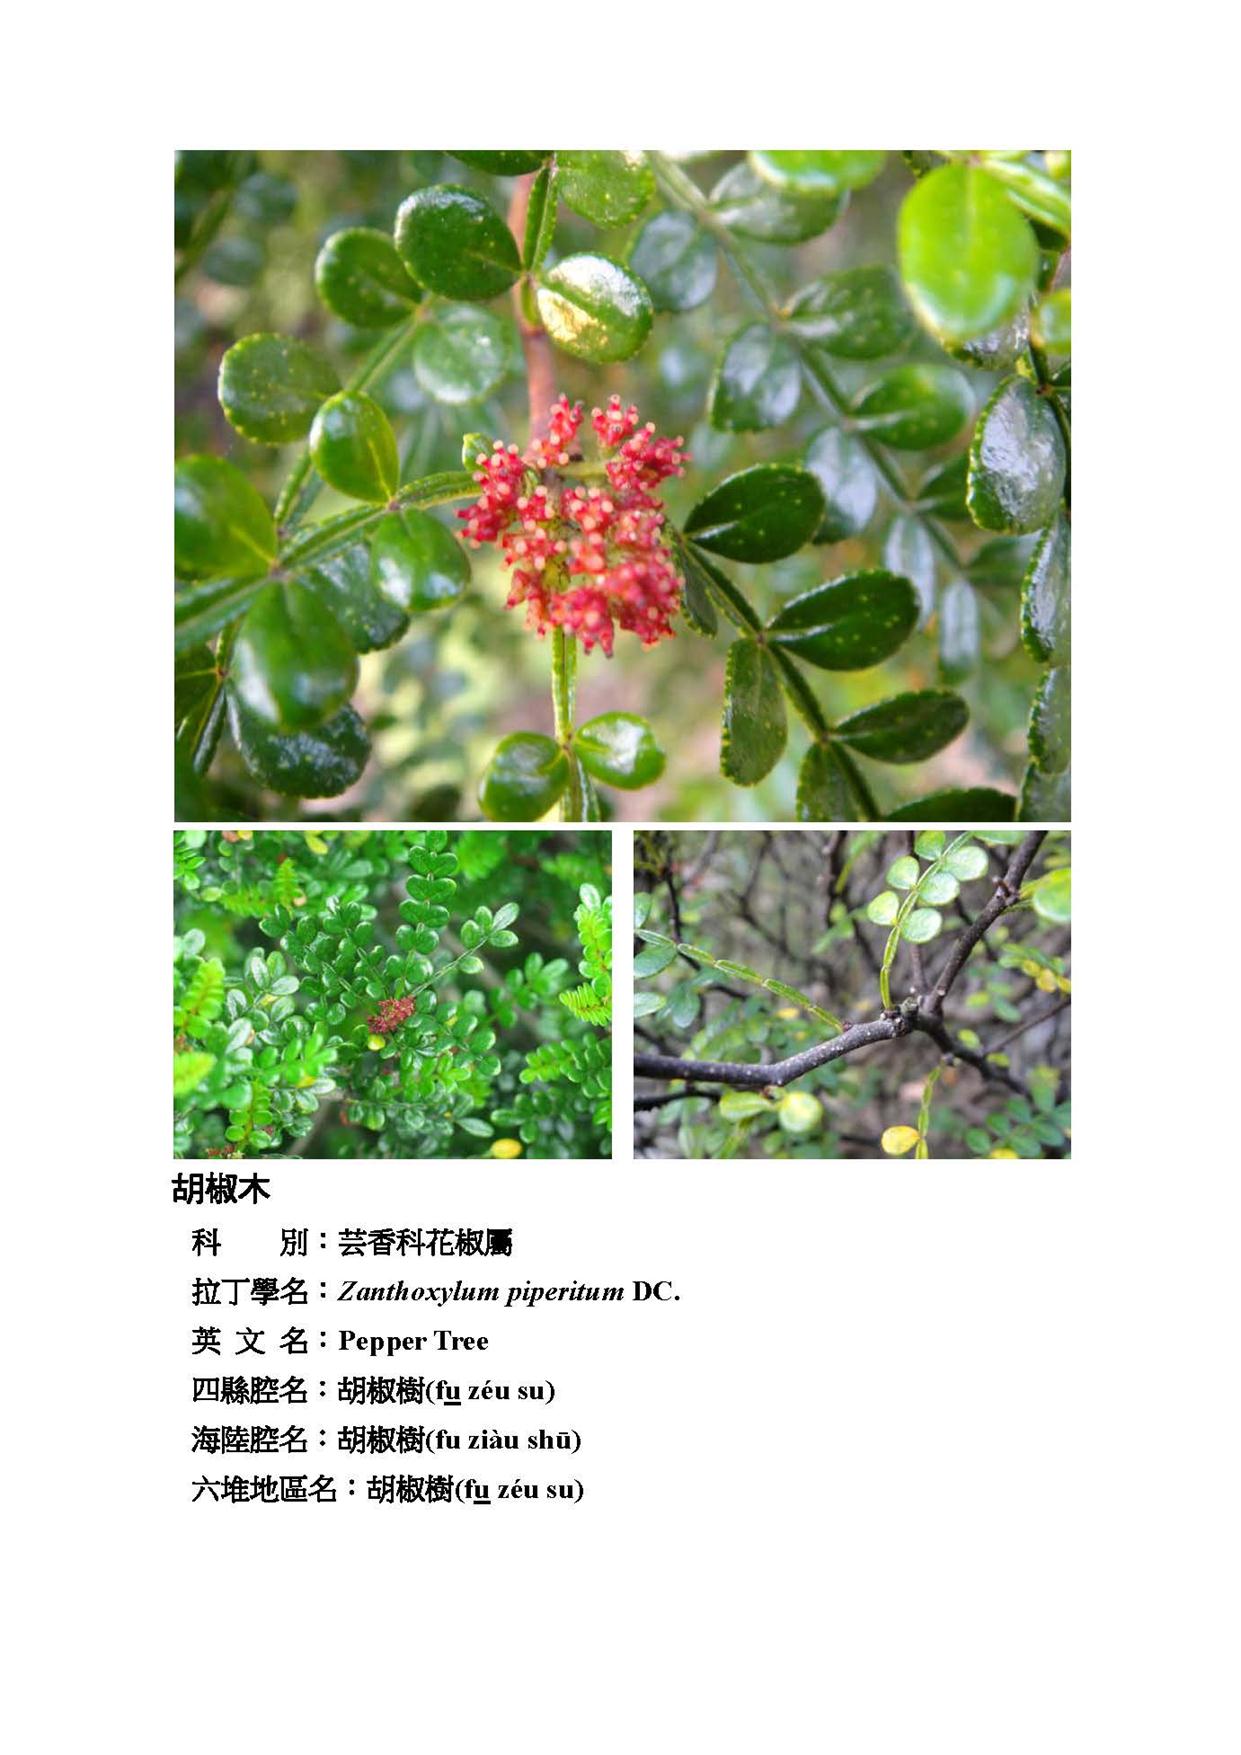 胡椒木
科　　別：芸香科花椒屬
拉丁學名：Zanthoxylum piperitum DC.
英 文 名：Pepper Tree
四縣腔名：胡椒樹(fu zéu su)
海陸腔名：胡椒樹(fu ziàu shū)
六堆地區名：胡椒樹(fu zéu su)